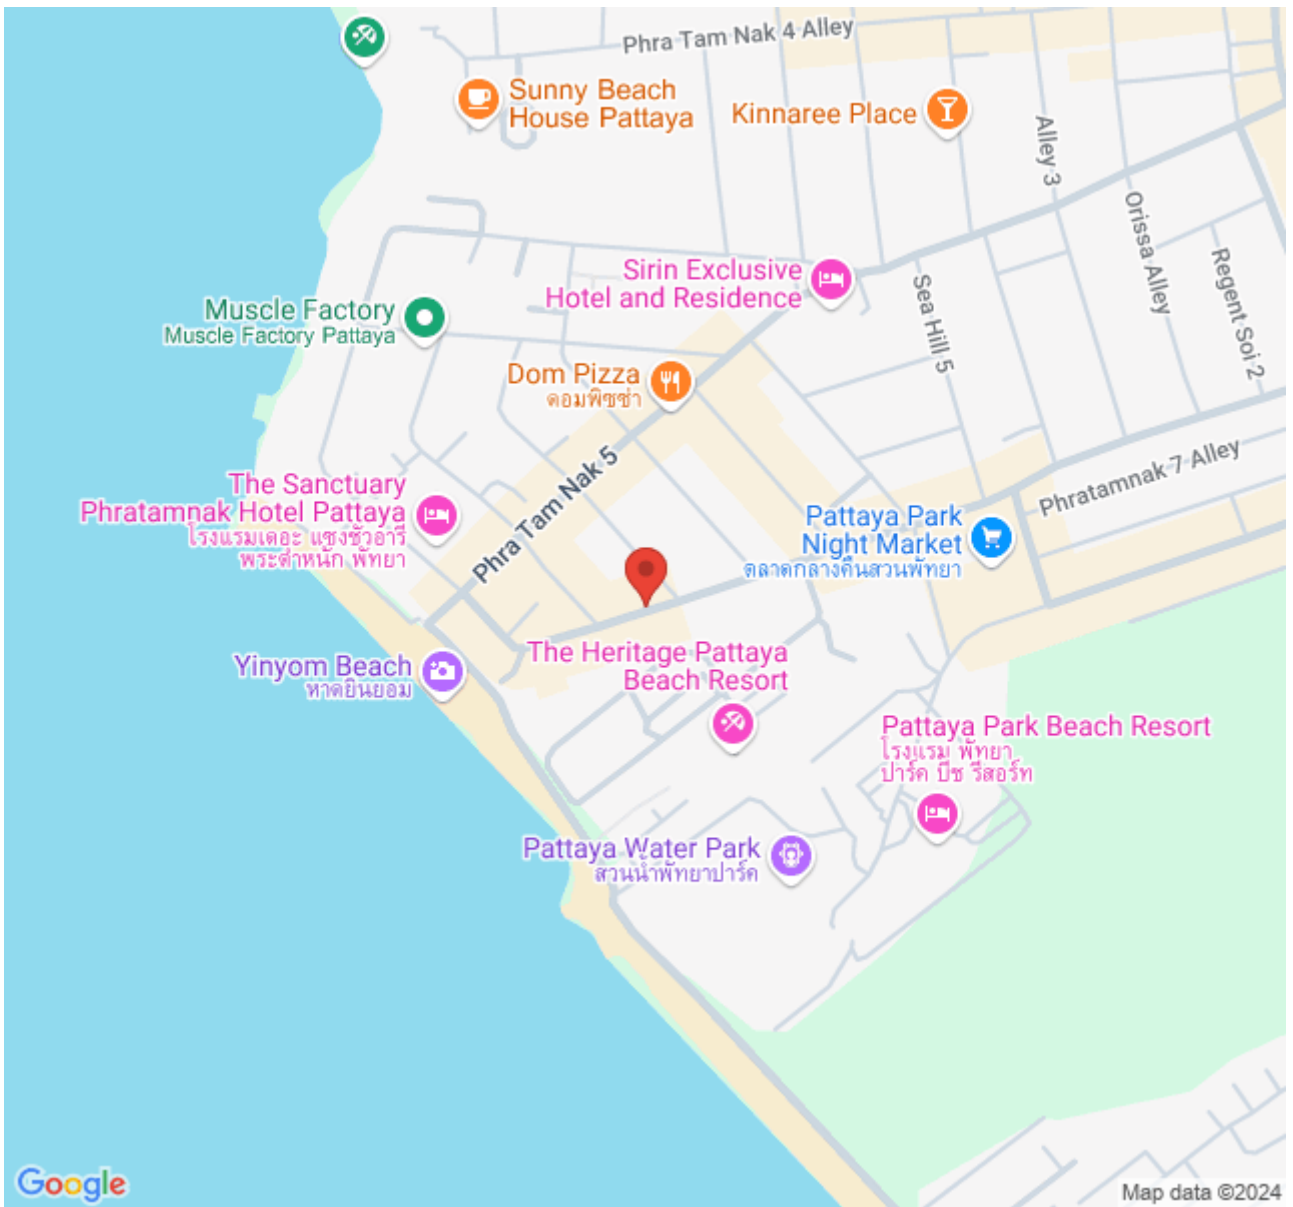 Phra Tam Nak 4 Alley
Sunny Beach
House Pattaya
Kinnaree Place
Alley 3
Orissa Alley
Regent Soi 2
Sirin Exclusive
Hotel and Residence
Sea Hill 5
Muscle Factory
Muscle Factory Pattaya
Dom Pizza
ดอมพิซซ่า
Phra Tam Nak 5
Phratamnak 7 Alley
The Sanctuary
Phratamnak Hotel Pattaya
โรงแรมเดอะ แซงชัวอารี
พระตำหนัก พัทยา
Pattaya Park
Night Market
ตลาดกลางคืนสวนพัทยา
The Heritage Pattaya
Beach Resort
Yinyom Beach
หาดยินยอม
Pattaya Park Beach Resort
โรงแรม พัทยา
ปาร์ค บีช รีสอร์ท
Pattaya Water Park
สวนน้ำพัทยาปาร์ค
Google
Map data ©2024